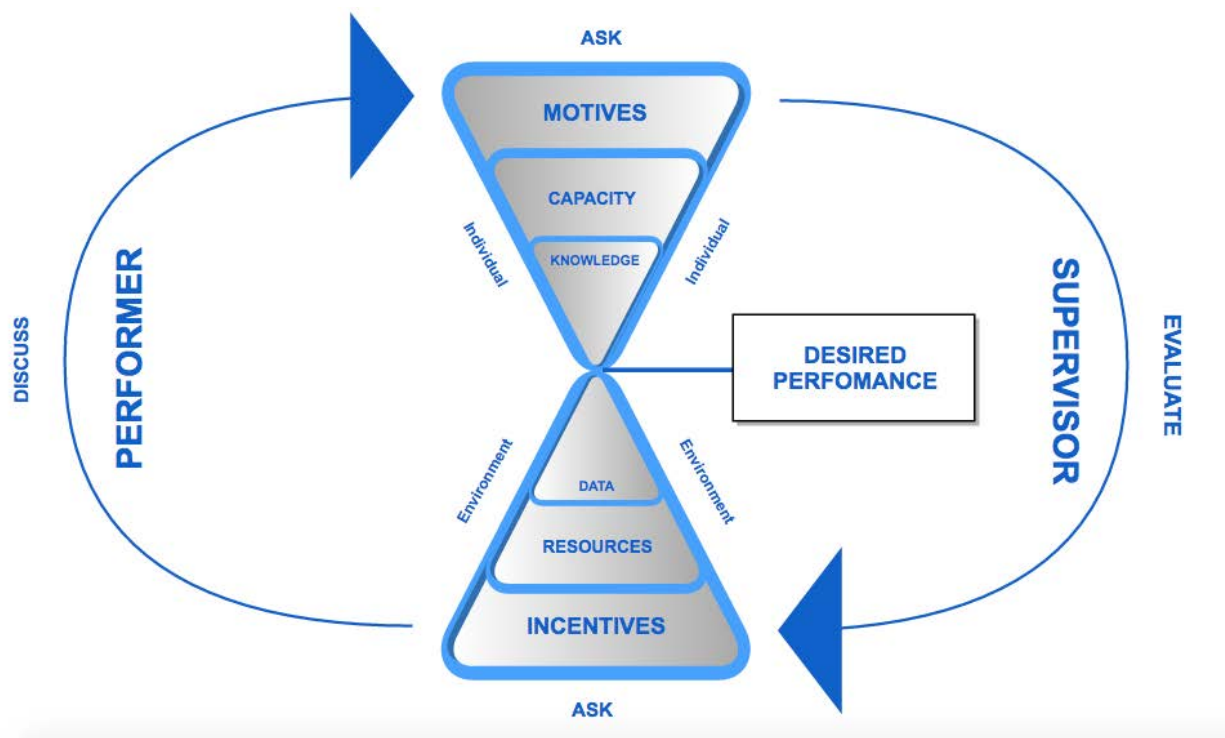 ASK
MOTIVES
CAPACITY
KNOWLEDGE
Individual
Individual
DISCUSS
PERFORMER
DESIRED
PERFOMANCE
SUPERVISOR
EVALUATE
Environment
Environment
DATA
RESOURCES
INCENTIVES
ASK